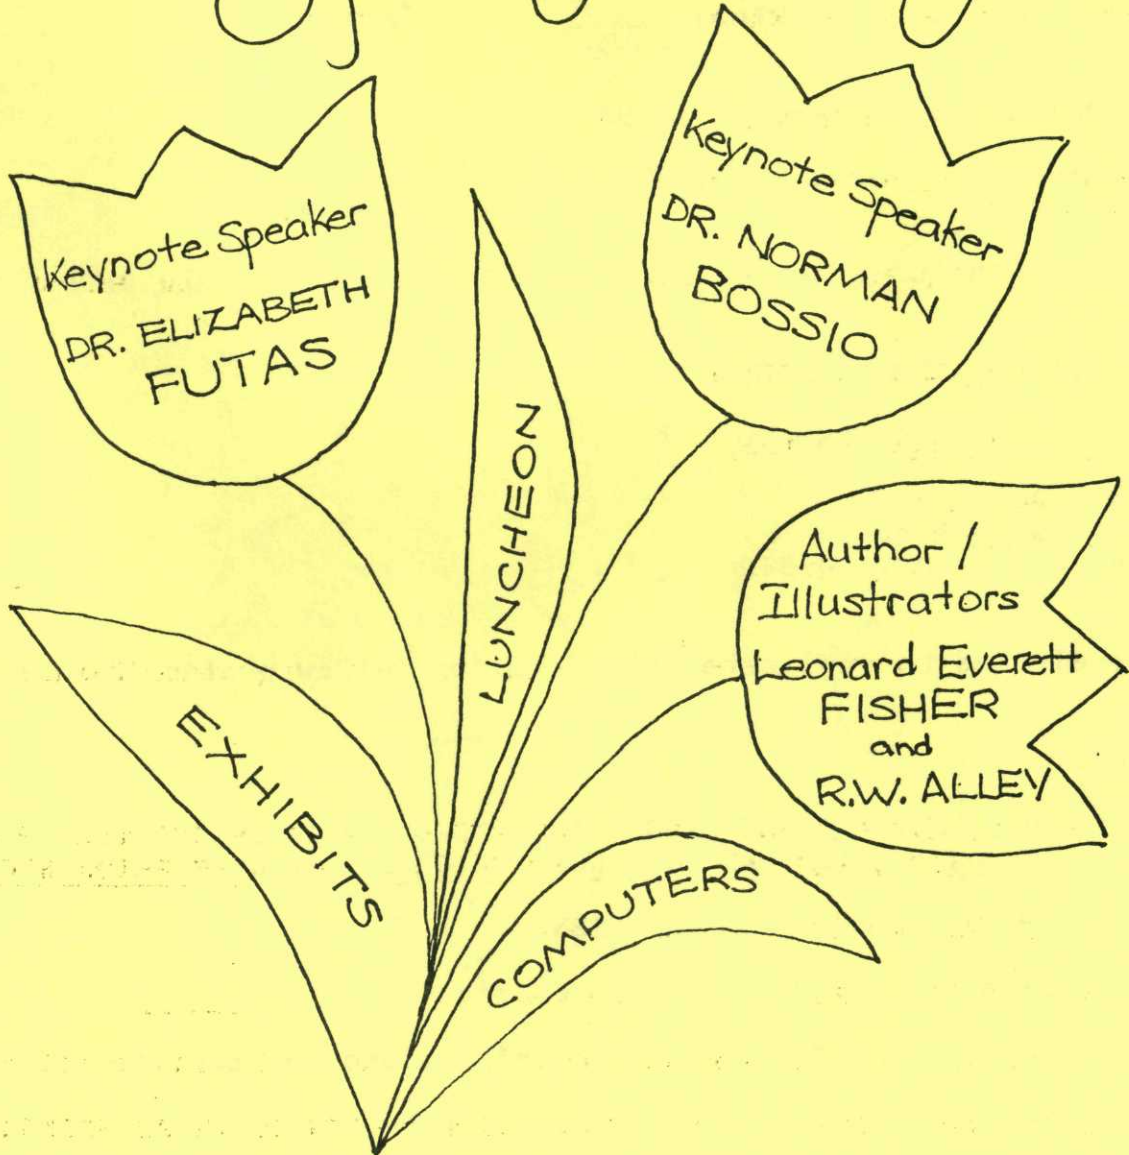 Keynote Speaker
DR. ELIZABETH
FUTAS
Keynote Speaker
DR. NORMAN
BOSSIO
LUNCHEON
Author /
Illustrators
Leonard Everett
FISHER
and
R.W. ALLEY
EXHIBITS
COMPUTERS